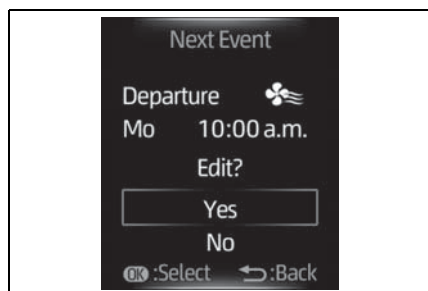 Next Event
Departure
Mo 10:00 a.m.
Edit?
Yes
No
OK :Select :Back